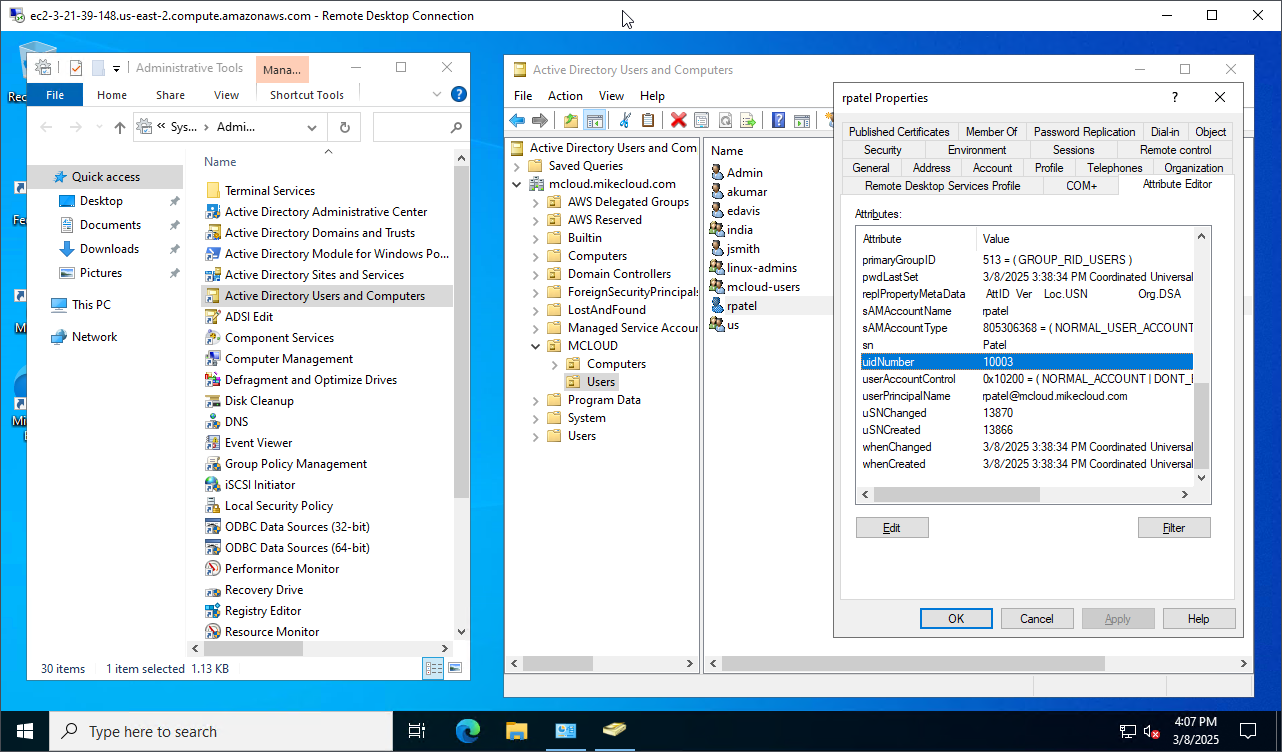 ec2-3-21-39-148.us-east-2.compute.amazonaws.com - Remote Desktop Connection
Administrative Tools
Mana...
File
Home
Share
View
Shortcut Tools
« Sys... › Admi...
Quick access
Desktop
Documents
Downloads
Pictures
This PC
Network
Name
Terminal Services
Active Directory Administrative Center
Active Directory Domains and Trusts
Active Directory Module for Windows Po...
Active Directory Sites and Services
Active Directory Users and Computers
ADSI Edit
Component Services
Computer Management
Defragment and Optimize Drives
Disk Cleanup
DNS
Event Viewer
Group Policy Management
iSCSI Initiator
Local Security Policy
ODBC Data Sources (32-bit)
ODBC Data Sources (64-bit)
Performance Monitor
Recovery Drive
Registry Editor
Resource Monitor
30 items
1 item selected 1.13 KB
Active Directory Users and Computers
File Action View Help
Active Directory Users and Com
Saved Queries
mcloud.mikecloud.com
AWS Delegated Groups
AWS Reserved
Builtin
Computers
Domain Controllers
ForeignSecurityPrincipals
LostAndFound
Managed Service Accour
MCLOUD
Computers
Users
Program Data
System
Users
Name
Admin
akumar
edavis
india
jsmith
linux-admins
mcloud-users
rpatel
us
rpatel Properties
?
Published Certificates Member Of Password Replication Dial-in Object
Security Environment Sessions Remote control
General Address Account Profile Telephones Organization
Remote Desktop Services Profile COM+ Attribute Editor
Attributes:
Attribute Value
primaryGroupID 513 = ( GROUP_RID_USERS )
pwdLastSet 3/8/2025 3:38:34 PM Coordinated Universal
replPropertyMetaData AttID Ver Loc.USN Org.DSA
sAMAccountName rpatel
sAMAccountType 805306368 = ( NORMAL_USER_ACCOUNT
sn Patel
uidNumber 10003
userAccountControl 0x10200 = ( NORMAL_ACCOUNT | DONT_E
userPrincipalName rpatel@mcloud.mikecloud.com
uSNChanged 13870
uSNCreated 13866
whenChanged 3/8/2025 3:38:34 PM Coordinated Universal
whenCreated 3/8/2025 3:38:34 PM Coordinated Universal
Edit
Filter
OK
Cancel
Apply
Help
Type here to search
4:07 PM
3/8/2025